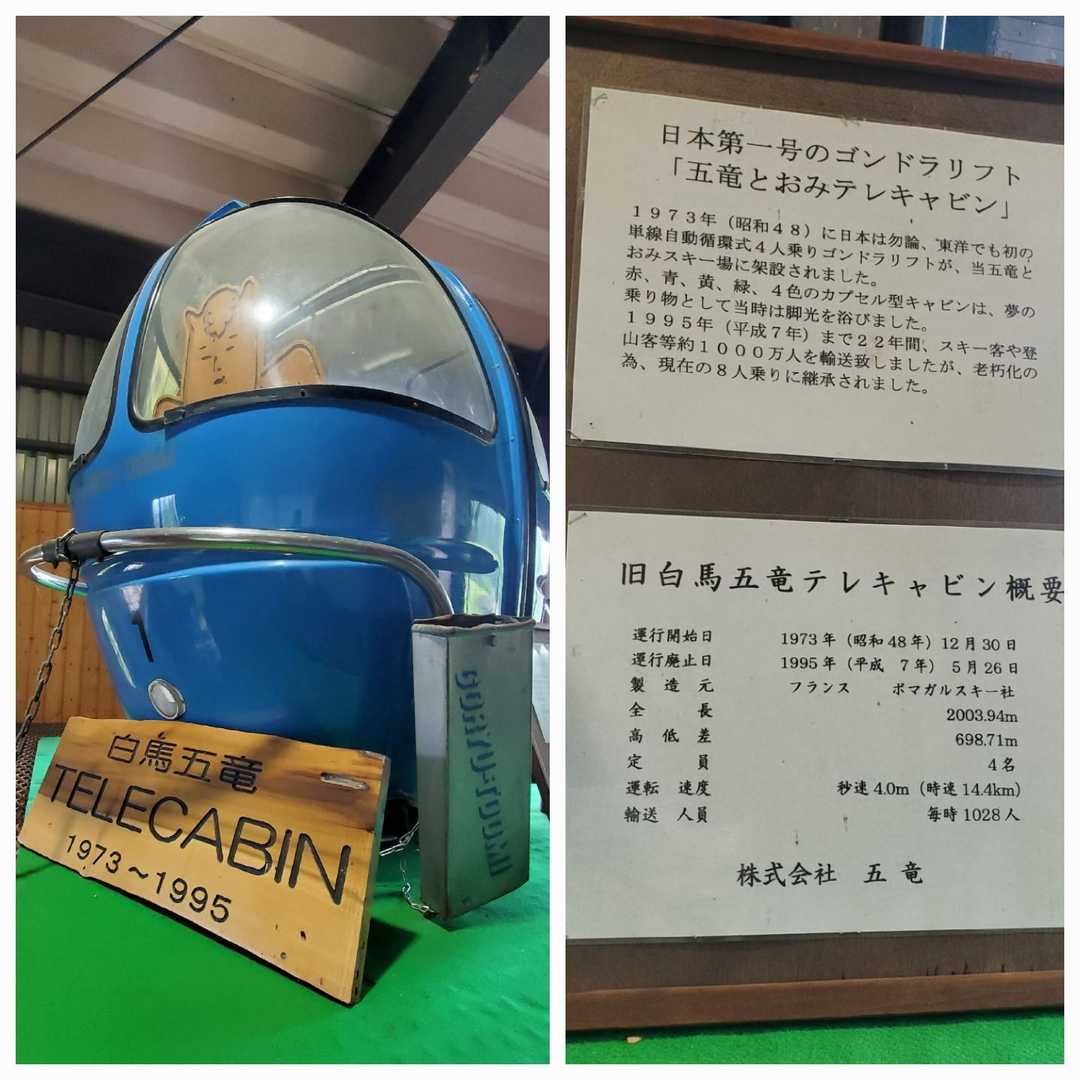 1
白馬五竜
TELECABIN
1973～1995
日本第一号のゴンドラリフト
「五竜とおみテレキャビン」
１９７３年（昭和４８）に日本は勿論、東洋でも初の
単線自動循環式４人乗りゴンドラリフトが、当五竜と
おみスキー場に架設されました。
赤、青、黄、緑、４色のカプセル型キャビンは、夢の
乗り物として当時は脚光を浴びました。
１９９５年（平成７年）まで２２年間、スキー客や登
山客等約１０００万人を輸送致しましたが、老朽化の
為、現在の８人乗りに継承されました。
旧白馬五竜テレキャビン概要
運行開始日 1973年（昭和48年）12月30日
運行廃止日 1995年（平成 7年）5月26日
製造元 フランス ポマガルスキー社
全長 2003.94m
高低差 698.71m
定員 4名
運転 速度 秒速4.0m（時速14.4km）
輸送 人員 毎時1028人
株式会社 五竜